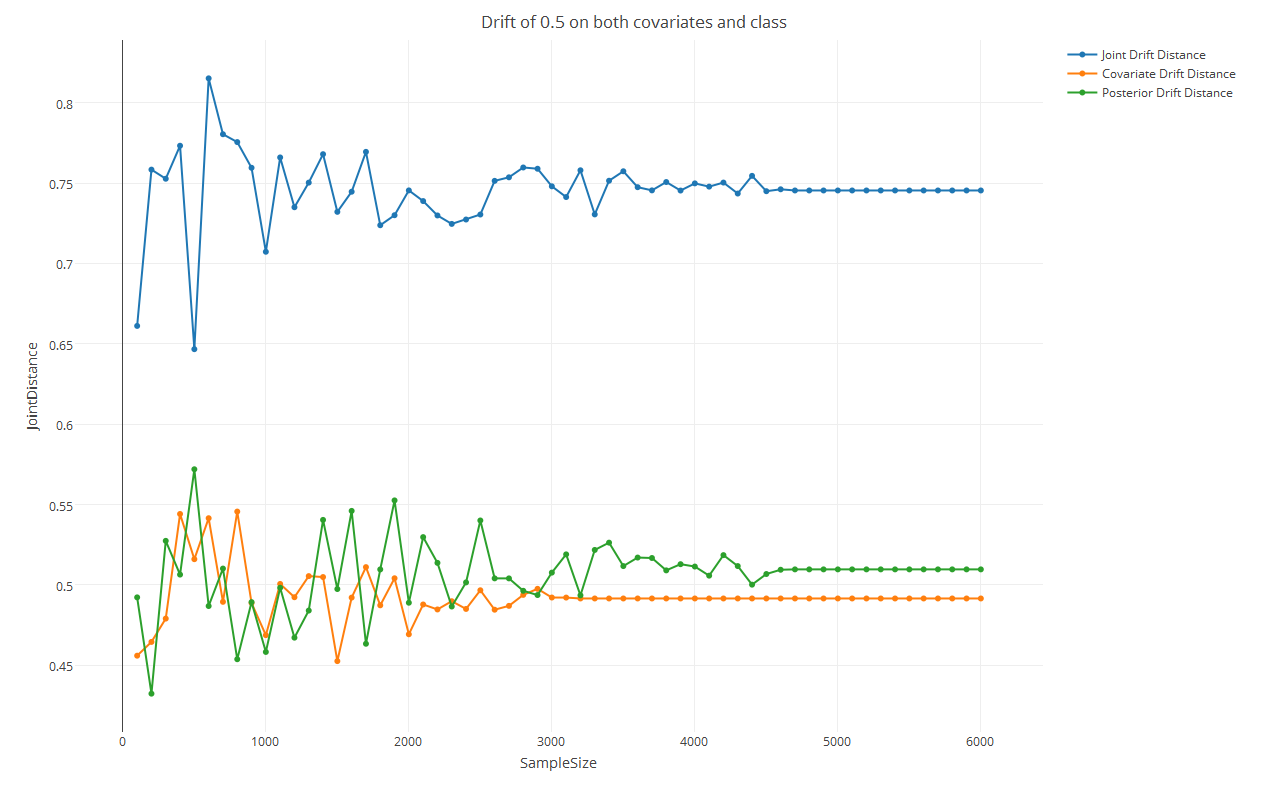 Drift of 0.5 on both covariates and class
Joint Drift Distance
Covariate Drift Distance
Posterior Drift Distance
0.8
0.75
0.7
0.65
0.6
0.55
0.5
0.45
JointDistance
0 1000 2000 3000 4000 5000 6000
SampleSize